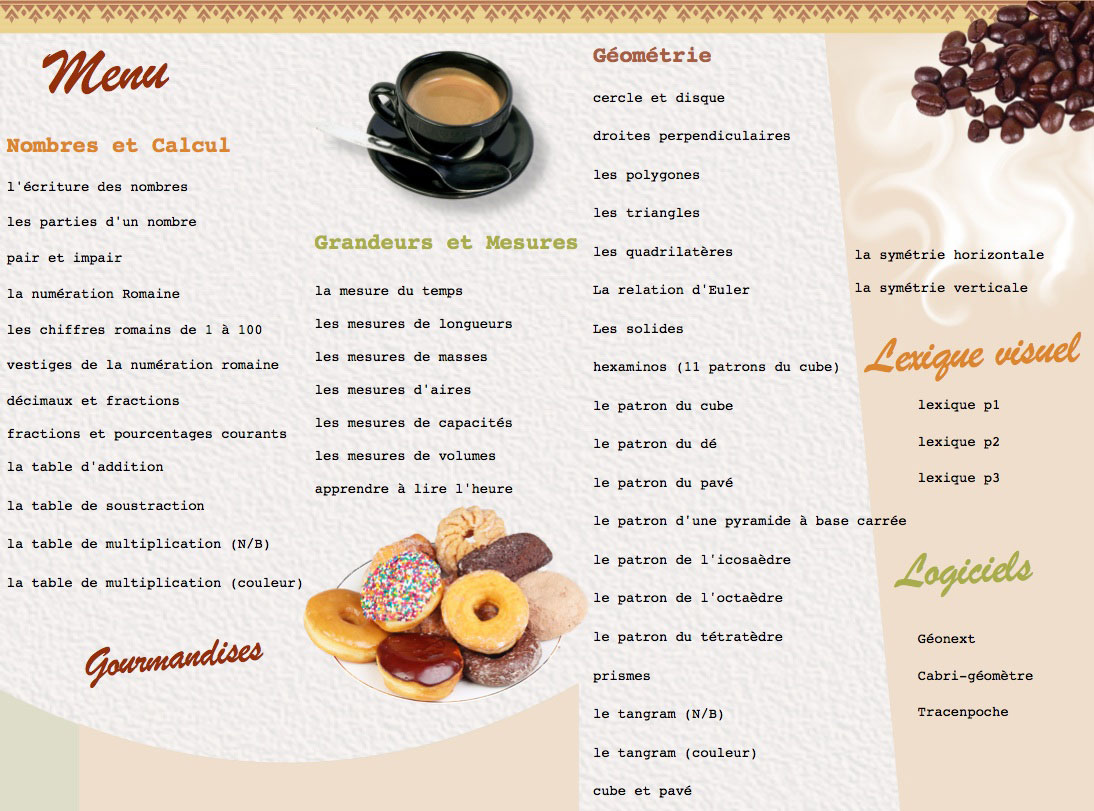 Menu
Nombres et Calcul
l'écriture des nombres
les parties d'un nombre
pair et impair
la numération Romaine
les chiffres romains de 1 à 100
vestiges de la numération romaine
décimaux et fractions
fractions et pourcentages courants
la table d'addition
la table de soustraction
la table de multiplication (N/B)
la table de multiplication (couleur)
Gourmandises
Grandeurs et Mesures
la mesure du temps
les mesures de longueurs
les mesures de masses
les mesures d'aires
les mesures de capacités
les mesures de volumes
apprendre à lire l'heure
Géométrie
cercle et disque
droites perpendiculaires
les polygones
les triangles
les quadrilatères
La relation d'Euler
Les solides
hexaminos (11 patrons du cube)
le patron du cube
le patron du dé
le patron du pavé
le patron d'une pyramide à base carrée
le patron de l'icosaèdre
le patron de l'octaèdre
le patron du tétratèdre
prismes
le tangram (N/B)
le tangram (couleur)
cube et pavé
la symétrie horizontale
la symétrie verticale
Lexique visuel
lexique p1
lexique p2
lexique p3
Logiciels
Géonext
Cabri-géomètre
Tracenpoche